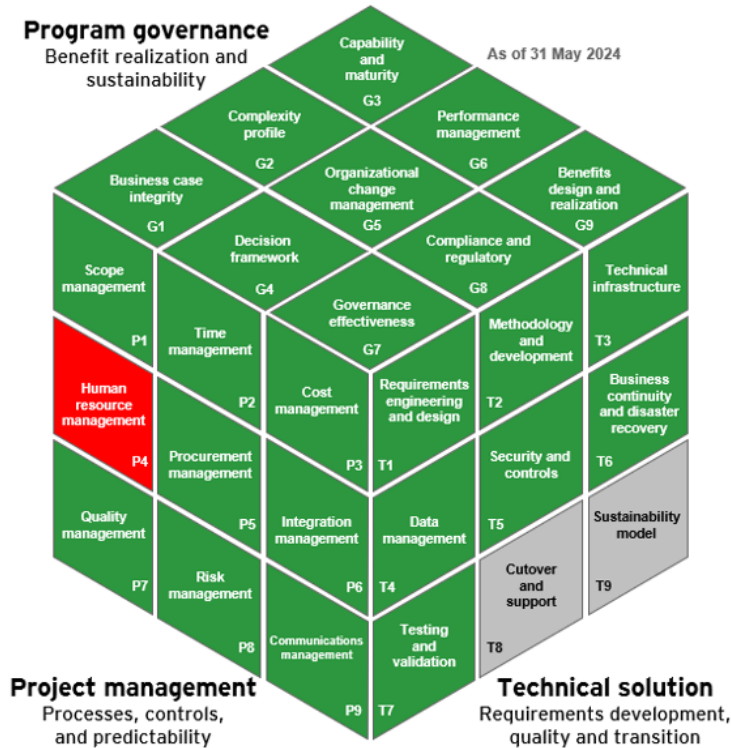 Program governance
Benefit realization and
sustainability
As of 31 May 2024
Capability
and
maturity
G3
Complexity
profile
G2
Performance
management
G6
Business case
integrity
G1
Organizational
change
management
G5
Benefits
design and
realization
G9
Decision
framework
G4
Compliance and
regulatory
G8
Governance
effectiveness
G7
Scope
management
P1
Time
management
P2
Cost
management
P3
Human
resource
management
P4
Procurement
management
P5
Integration
management
P6
Quality
management
P7
Risk
management
P8
Communications
management
P9
Requirements
engineering
and design
T1
Methodology
and
development
T2
Technical
infrastructure
T3
Data
management
T4
Security and
controls
T5
Business
continuity
and disaster
recovery
T6
Testing
and
validation
T7
Cutover
and
support
T8
Sustainability
model
T9
Project management
Processes, controls,
and predictability
Technical solution
Requirements development,
quality and transition